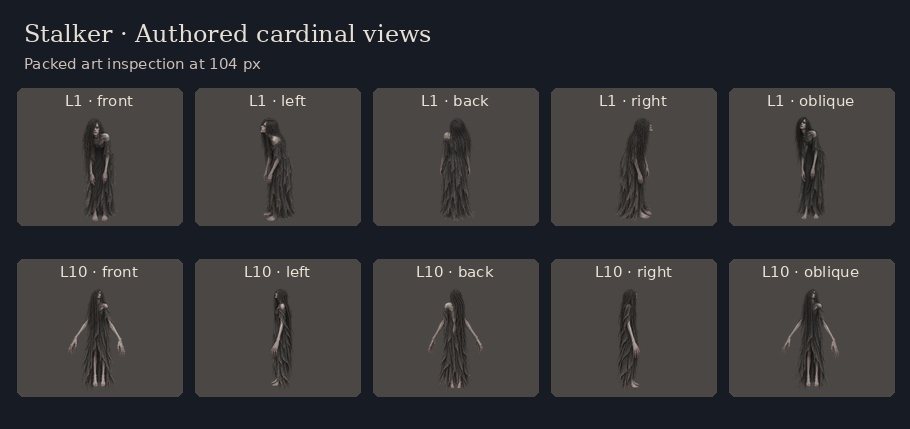 Stalker · Authored cardinal views
Packed art inspection at 104 px
L1 · front
L1 · left
L1 · back
L1 · right
L1 · oblique
L10 · front
L10 · left
L10 · back
L10 · right
L10 · oblique